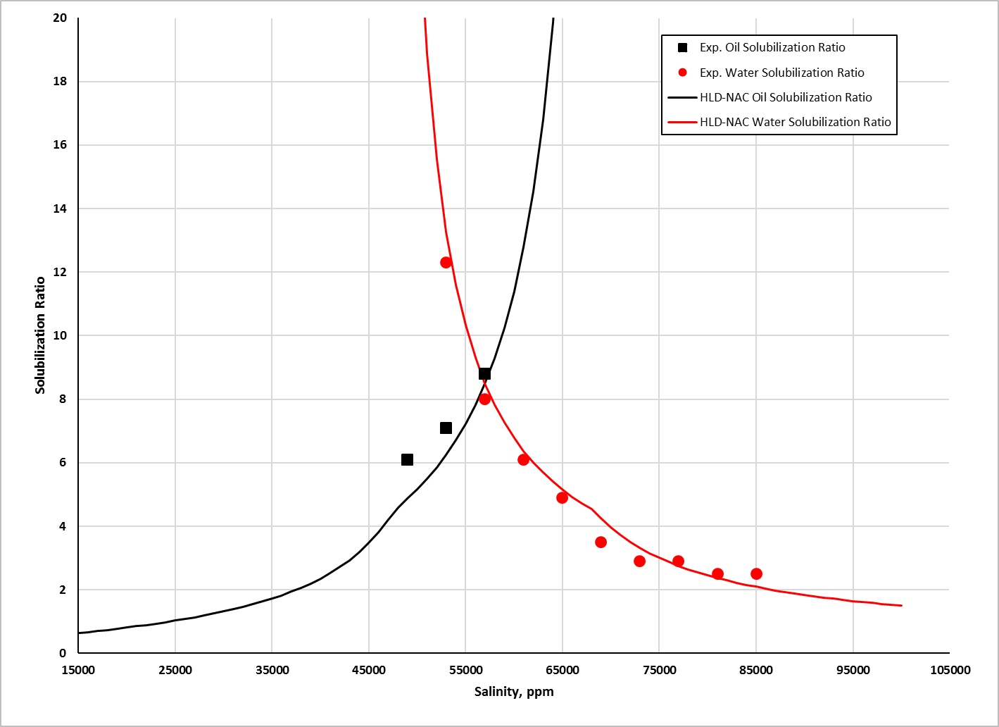 20
18
16
14
12
10
8
6
4
2
0
Solubilization Ratio
Exp. Oil Solubilization Ratio
Exp. Water Solubilization Ratio
HLD-NAC Oil Solubilization Ratio
HLD-NAC Water Solubilization Ratio
15000 25000 35000 45000 55000 65000 75000 85000 95000 105000
Salinity, ppm